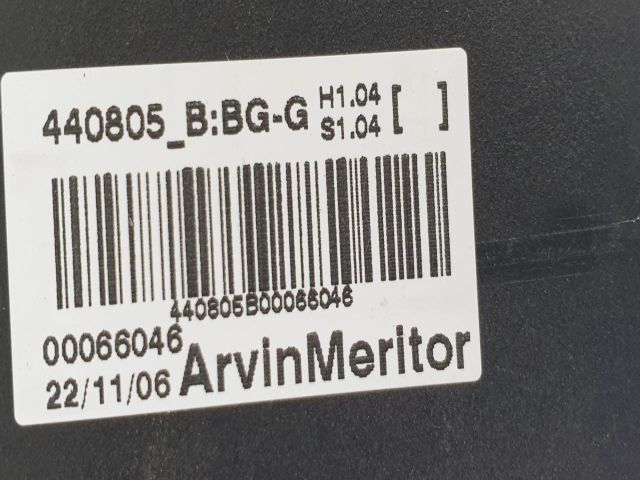 440805_B:BG-G H1.04 [ ]
S1.04
440805B00066046
00066046
22/11/06 ArvinMeritor